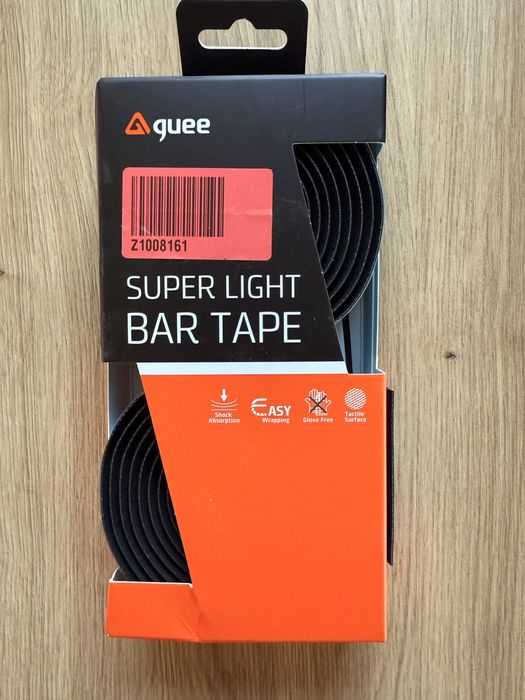 guee
Z1008161
SUPER LIGHT
BAR TAPE
Shock
Absorption
EASY
Wrapping
Glove Free
Tactile
Surface